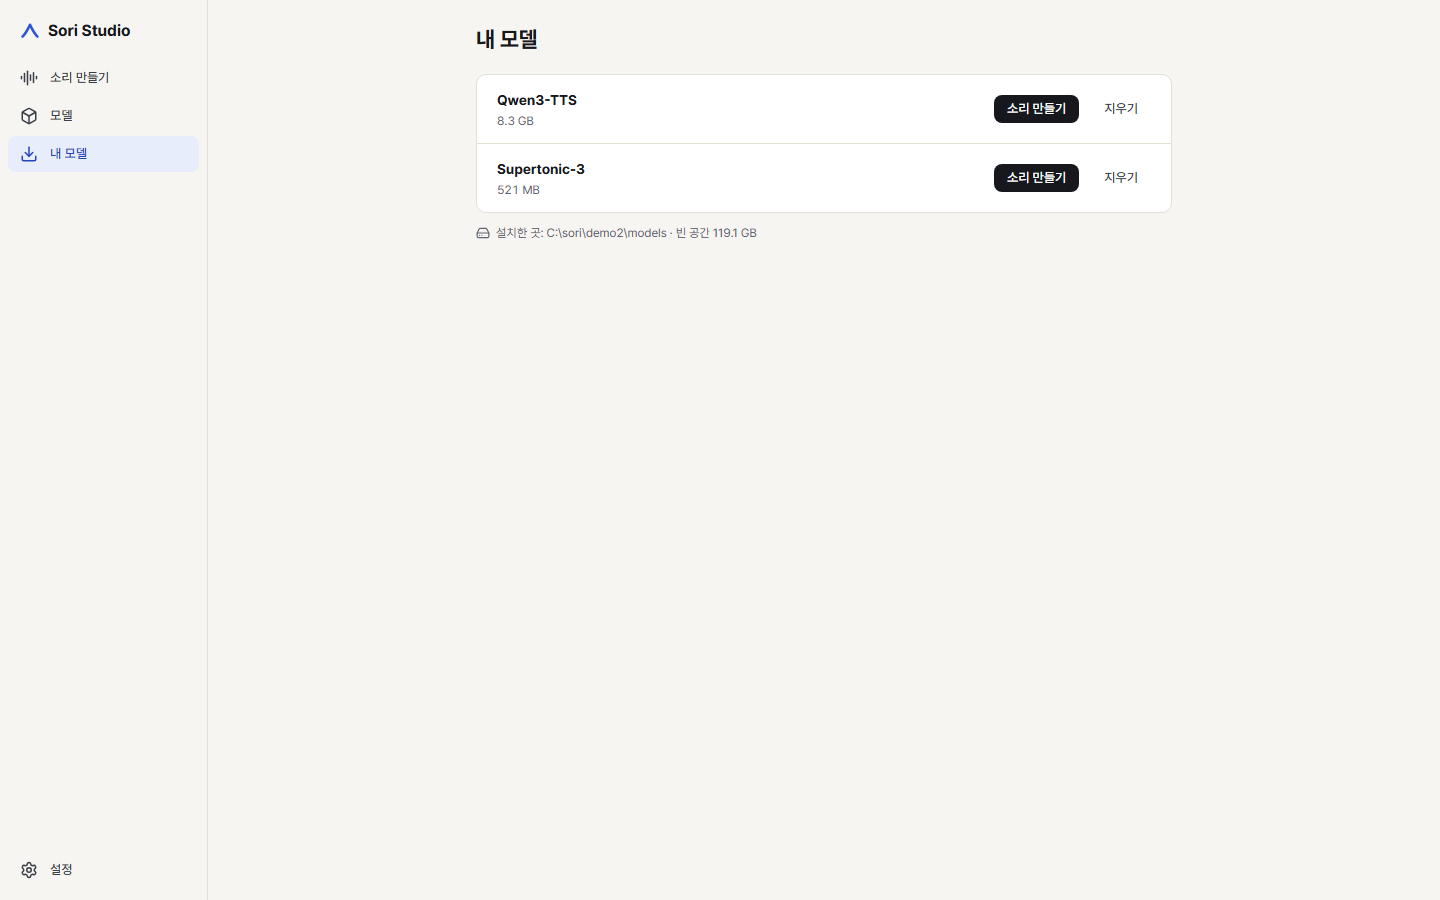 Sori Studio
소리 만들기
모델
내 모델
설정
내 모델
Qwen3-TTS
8.3 GB
소리 만들기
지우기
Supertonic-3
521 MB
소리 만들기
지우기
설치한 곳: C:\sori\demo2\models · 빈 공간 119.1 GB